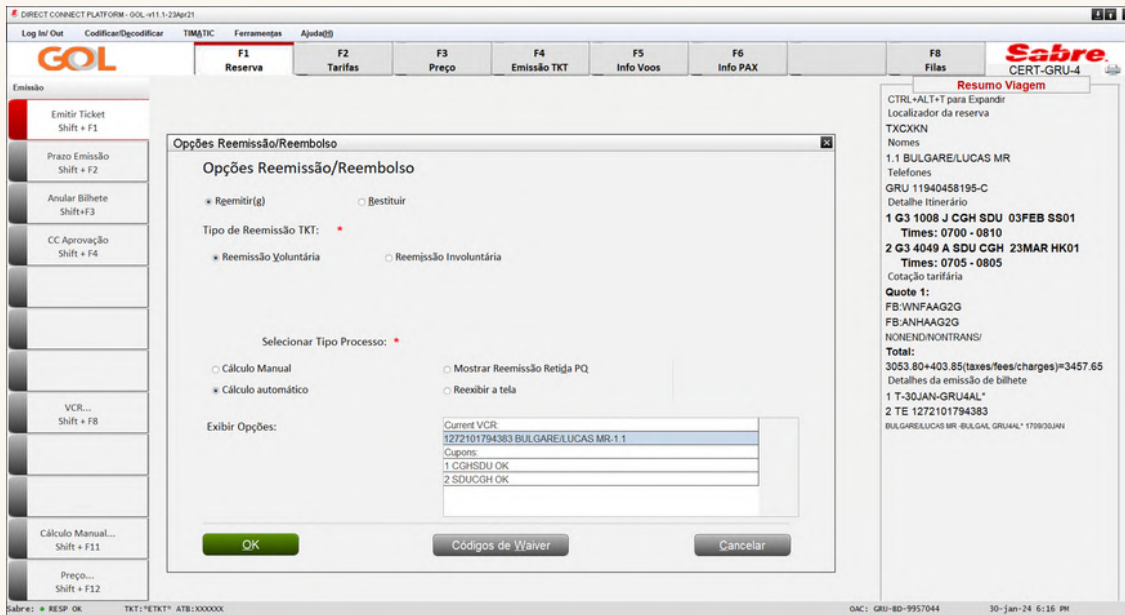 DIRECT CONNECT PLATFORM - GOL -v11.1-23Apr21
Log In/ Out Codificar/Decodificar TIMATIC Ferramentas Ajuda(H)
GOL
F1 Reserva
F2 Tarifas
F3 Preço
F4 Emissão TKT
F5 Info Voos
F6 Info PAX
F8 Filas
Sabre.
CERT-GRU-4
Emissão
Emitir Ticket
Shift + F1
Prazo Emissão
Shift + F2
Anular Bilhete
Shift+F3
CC Aprovação
Shift + F4
VCR...
Shift + F8
Cálculo Manual...
Shift + F11
Preço...
Shift + F12
Opções Reemissão/Reembolso
Opções Reemissão/Reembolso
Reemitir(g) Restituir
Tipo de Reemissão TKT: *
Reemissão Voluntária Reemissão Involuntária
Selecionar Tipo Processo: *
Cálculo Manual Mostrar Reemissão Retida PQ
Cálculo automático Reexibir a tela
Exibir Opções:
Current VCR:
1272101794383 BULGARE/LUCAS MR-1.1
Cupons:
1 CGHSDU OK
2 SDUCGH OK
OK Códigos de Waiver Cancelar
Resumo Viagem
CTRL+ALT+T para Expandir
Localizador da reserva
TXCXKN
Nomes
1.1 BULGARE/LUCAS MR
Telefones
GRU 11940458195-C
Detalhe Itinerário
1 G3 1008 J CGH SDU 03FEB SS01
Times: 0700 - 0810
2 G3 4049 A SDU CGH 23MAR HK01
Times: 0705 - 0805
Cotação tarifária
Quote 1:
FB:WNFAAG2G
FB:ANHAAG2G
NONEND/NONTRANS/
Total:
3053.80+403.85(taxes/fees/charges)=3457.65
Detalhes da emissão de bilhete
1 T-30JAN-GRU4AL*
2 TE 1272101794383
BULGARE/LUCAS MR -BULGA/L GRU4AL* 1709/30JAN
Sabre: RESP OK TKT:*ETKT* ATB:XXXXXX OAC: GRU-BD-9957044 30-jan-24 6:16 PM